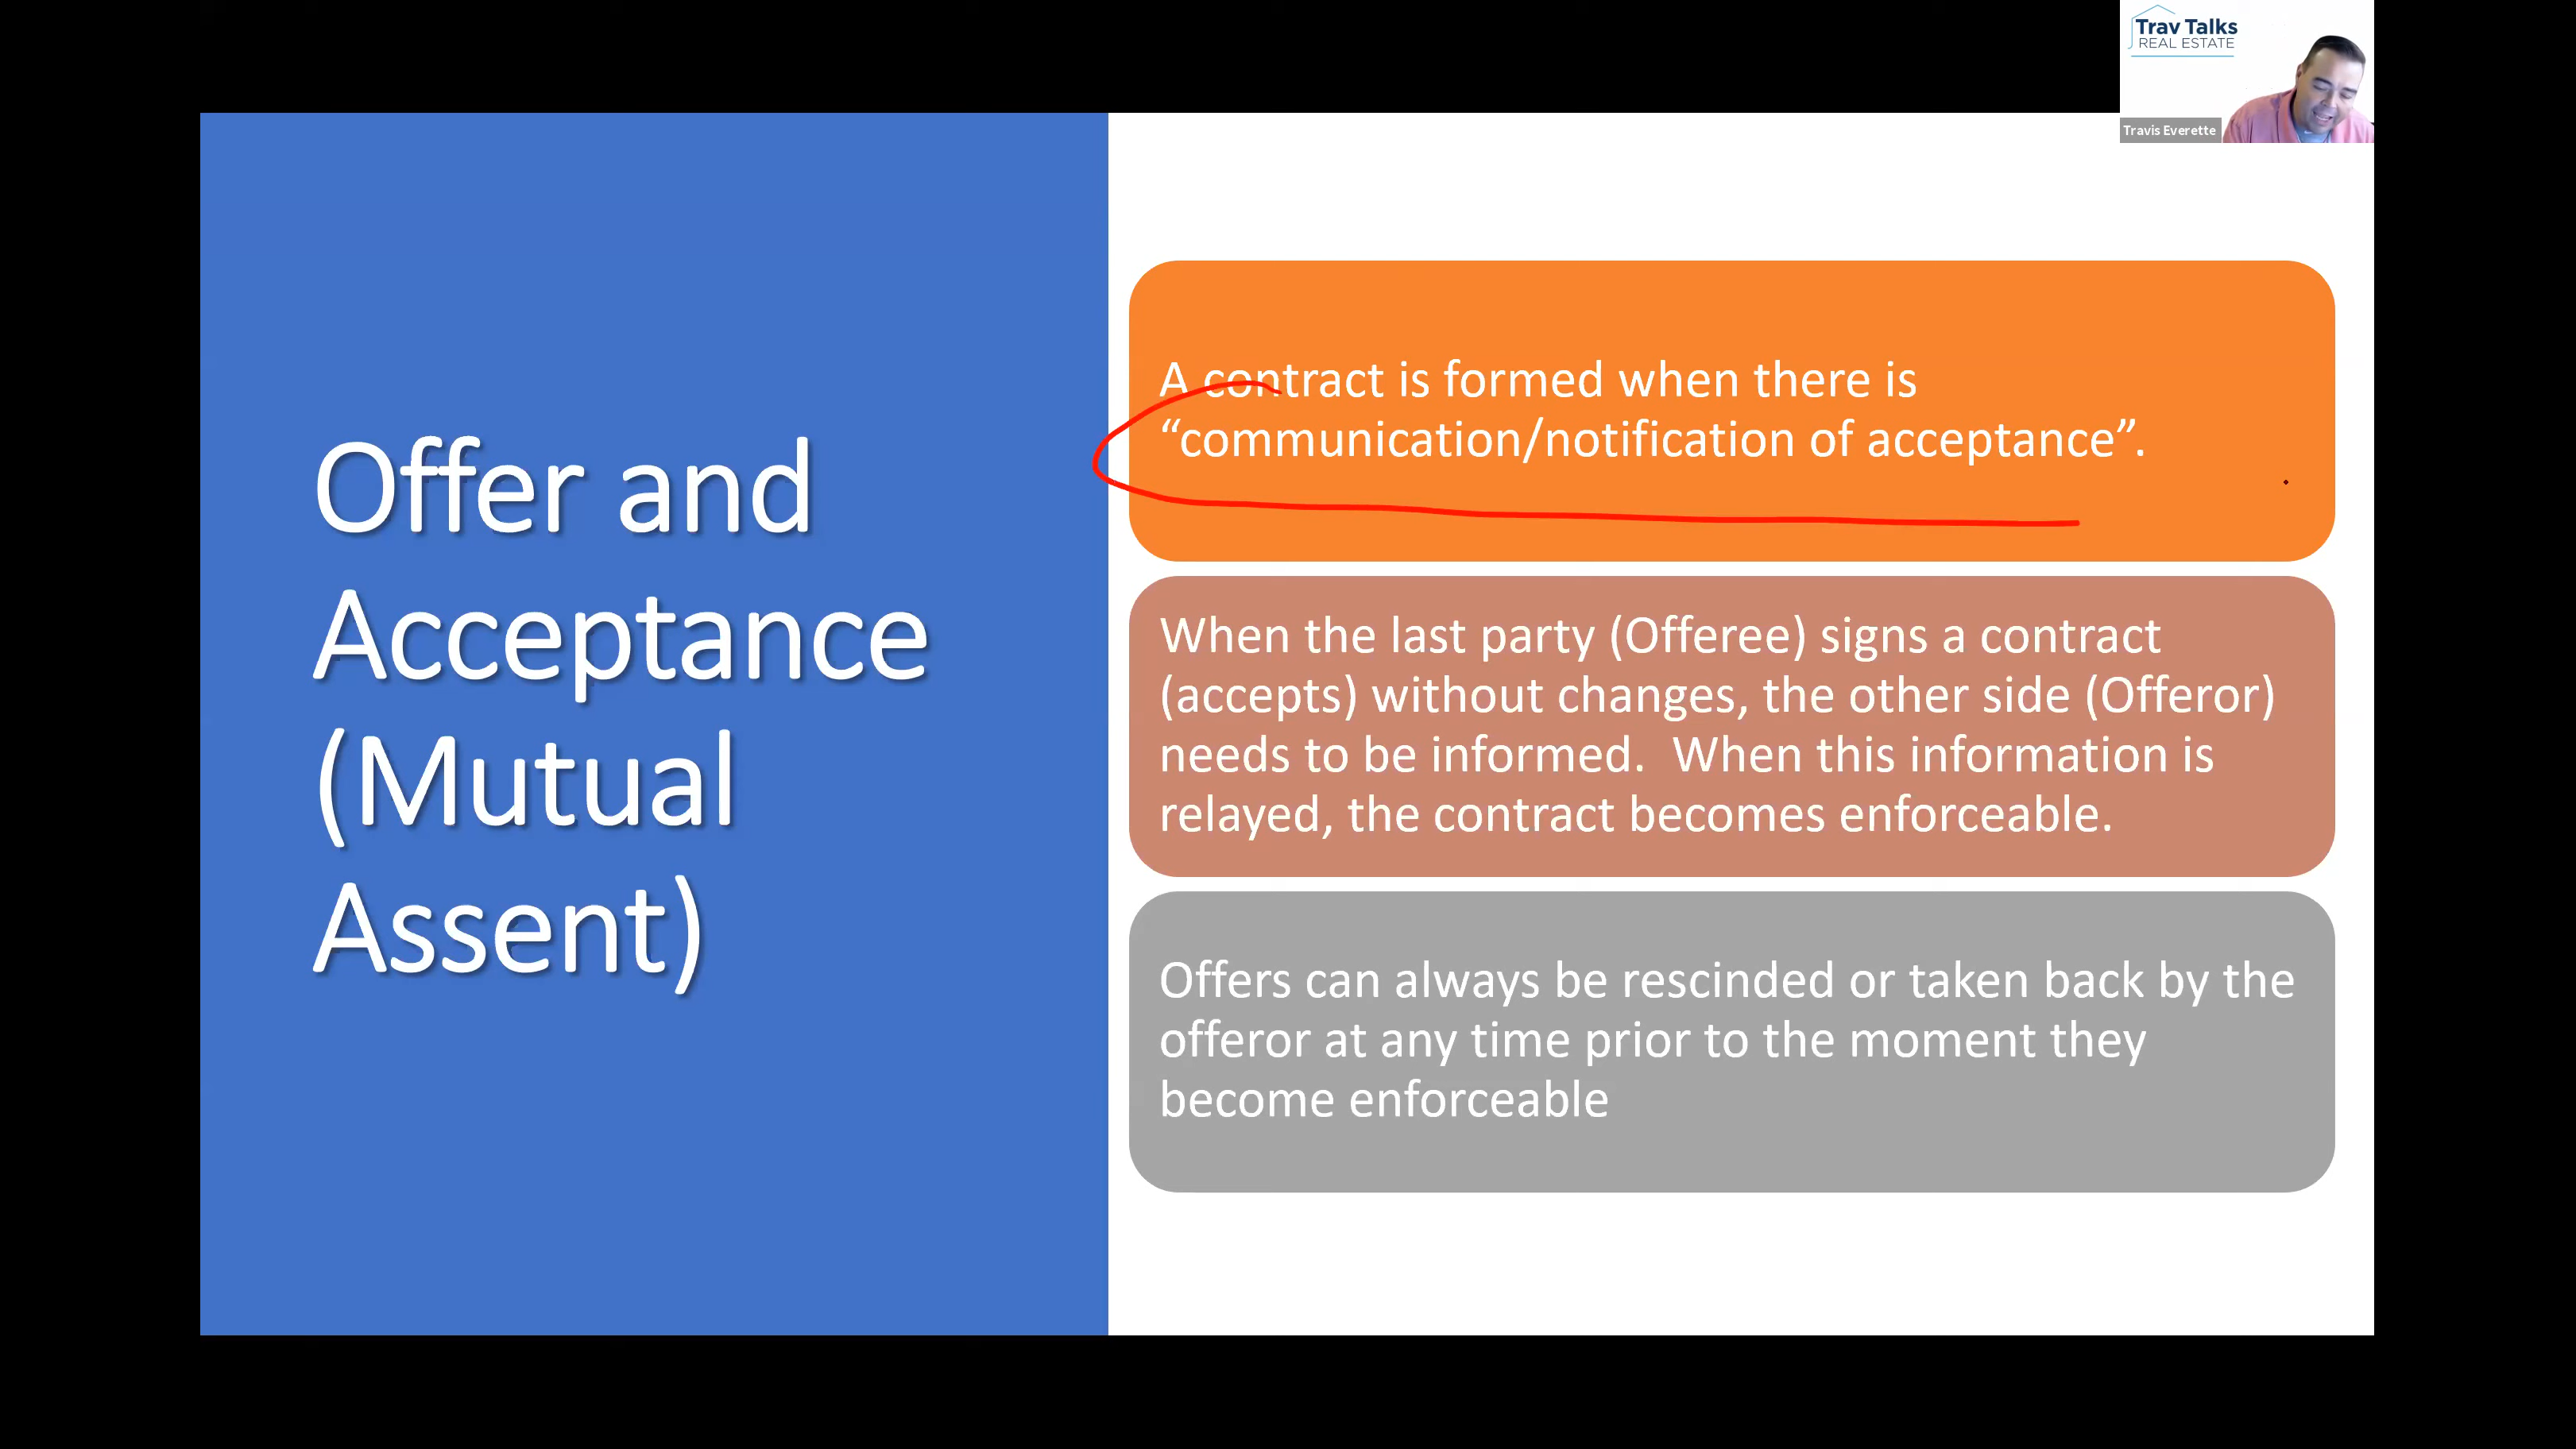 Trav Talks
REAL ESTATE
Travis Everette
Offer and
Acceptance
(Mutual
Assent)
A contract is formed when there is
“communication/notification of acceptance”.
When the last party (Offeree) signs a contract
(accepts) without changes, the other side (Offeror)
needs to be informed.  When this information is
relayed, the contract becomes enforceable.
Offers can always be rescinded or taken back by the
offeror at any time prior to the moment they
become enforceable